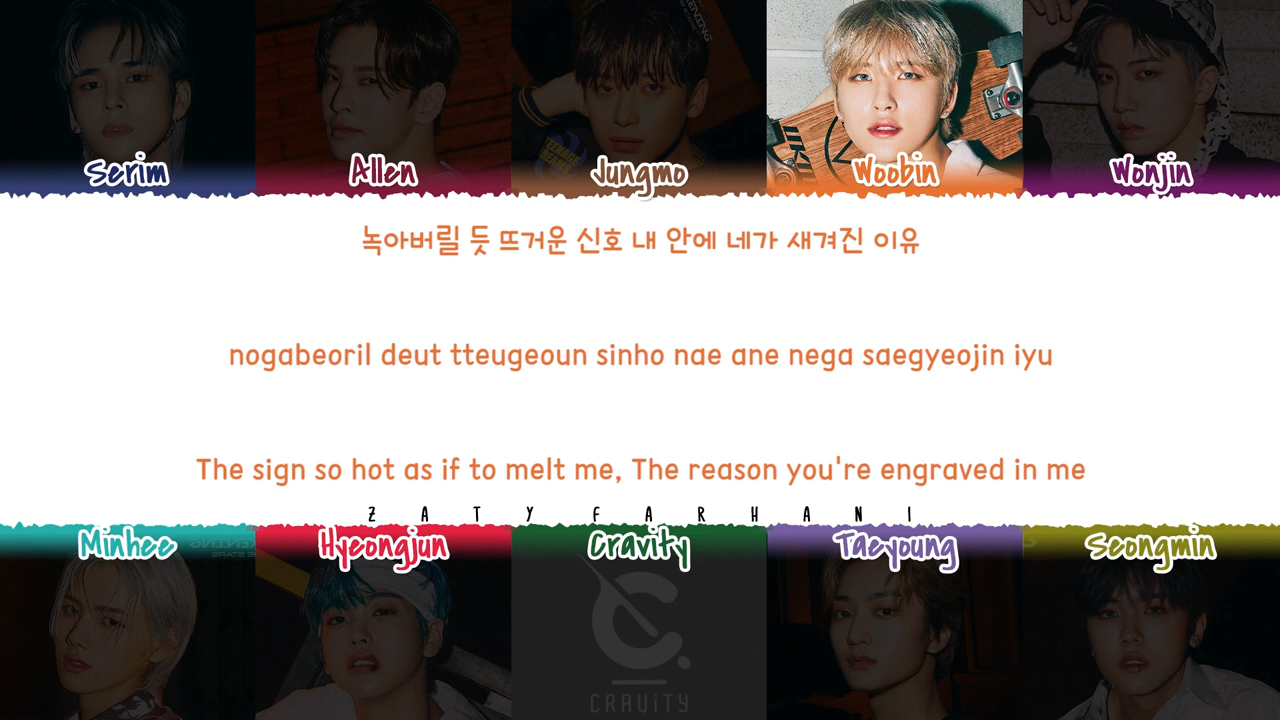 Serim
Allen
Jungmo
Woobin
Wonjin
녹아버릴 듯 뜨거운 신호 내 안에 네가 새겨진 이유
nogabeoril deut tteugeoun sinho nae ane nega saegyeojin iyu
The sign so hot as if to melt me, The reason you're engraved in me
ZATY FARHANI
Minhee
Hyeongjun
Cravity
Taeyoung
Seongmin
C.
CRAViTY